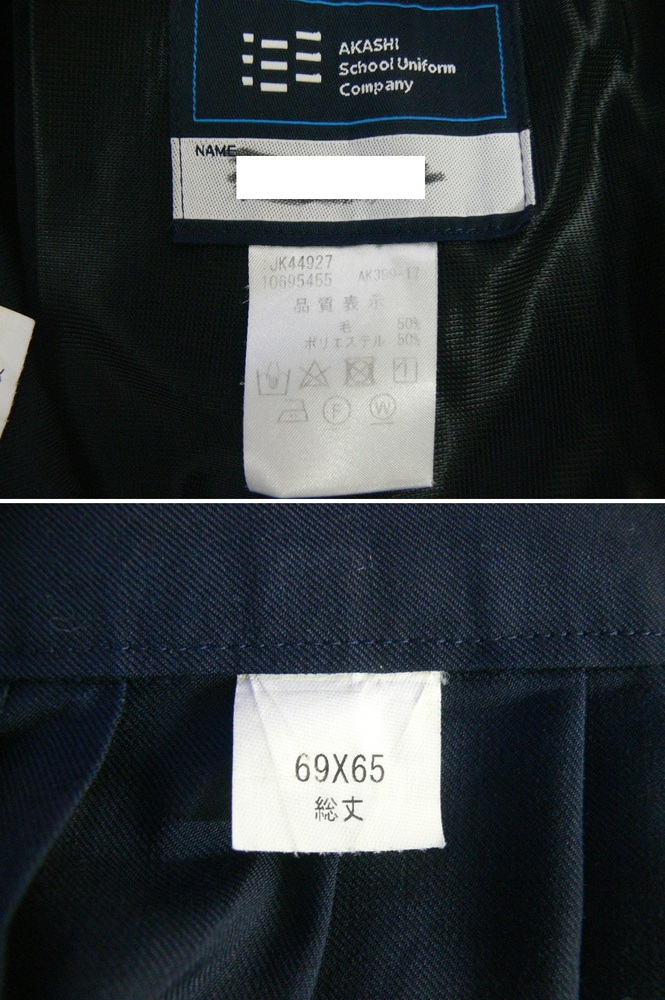 AKASHI
School Uniform
Company
NAME
JK44927
10695455 AK399-17
品質表示
毛 50%
ポリエステル 50%
F
W
69X65
総丈